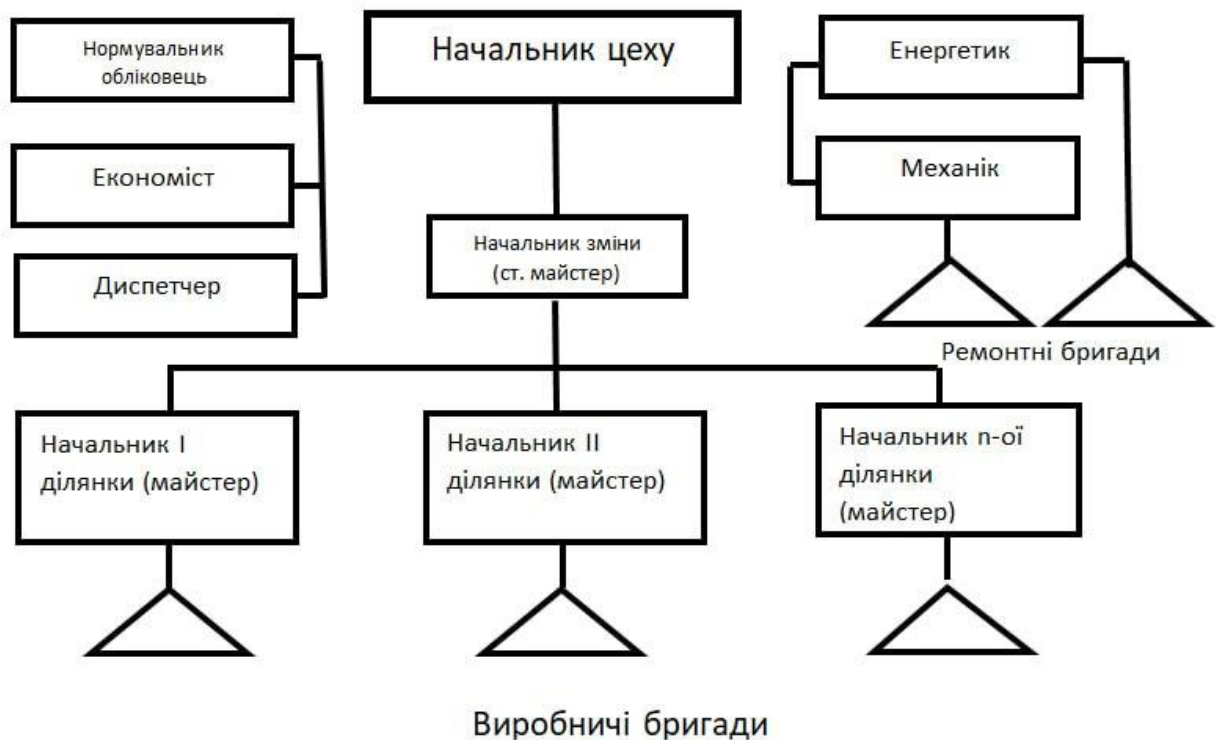 Нормувальник
обліковець
Начальник цеху
Енергетик
Економіст
Механік
Начальник зміни
(ст. майстер)
Диспетчер
Ремонтні бригади
Начальник І
ділянки (майстер)
Начальник ІІ
ділянки (майстер)
Начальник n-ої
ділянки
(майстер)
Виробничі бригади